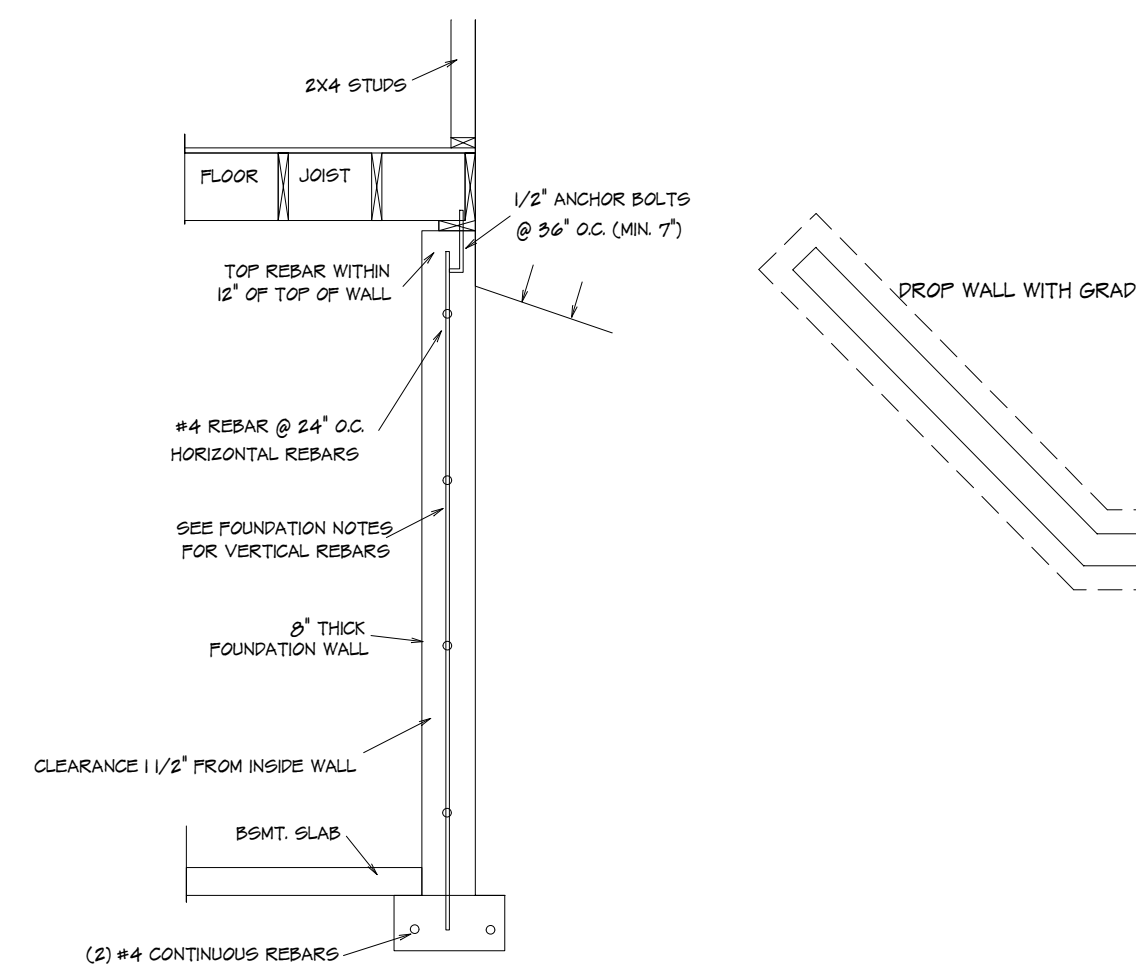 2X4 STUDS
FLOOR JOIST
1/2" ANCHOR BOLTS
@ 36" O.C. (MIN. 7")
TOP REBAR WITHIN
12" OF TOP OF WALL
DROP WALL WITH GRAD
#4 REBAR @ 24" O.C.
HORIZONTAL REBARS
SEE FOUNDATION NOTES
FOR VERTICAL REBARS
8" THICK
FOUNDATION WALL
CLEARANCE 1 1/2" FROM INSIDE WALL
BSMT. SLAB
(2) #4 CONTINUOUS REBARS